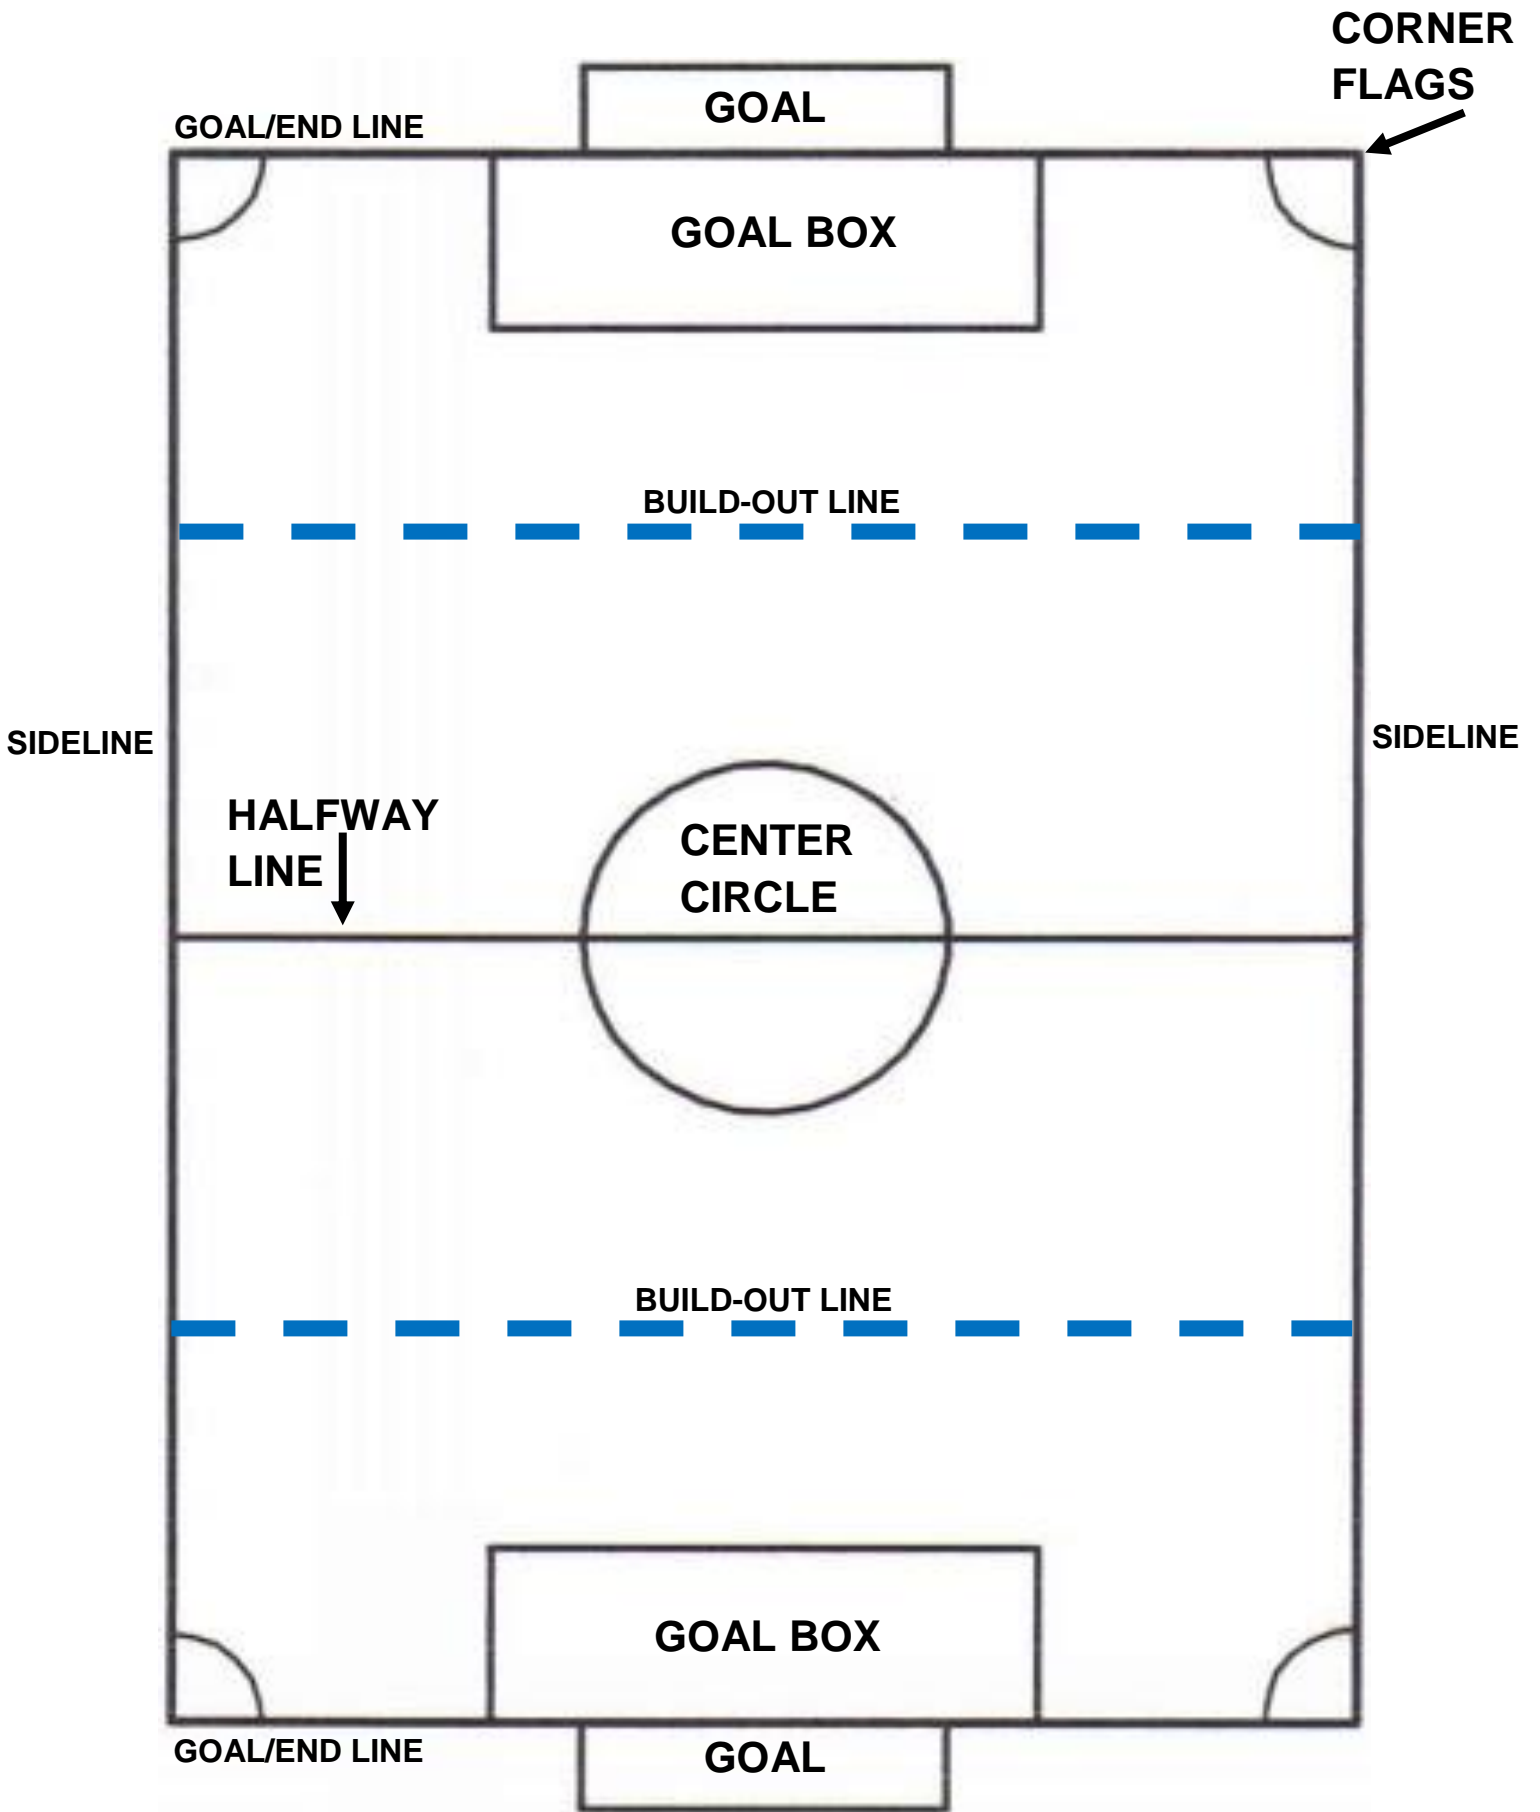 CORNER
FLAGS
GOAL
GOAL/END LINE
GOAL BOX
BUILD-OUT LINE
SIDELINE
SIDELINE
HALFWAY
LINE
CENTER
CIRCLE
BUILD-OUT LINE
GOAL BOX
GOAL/END LINE
GOAL